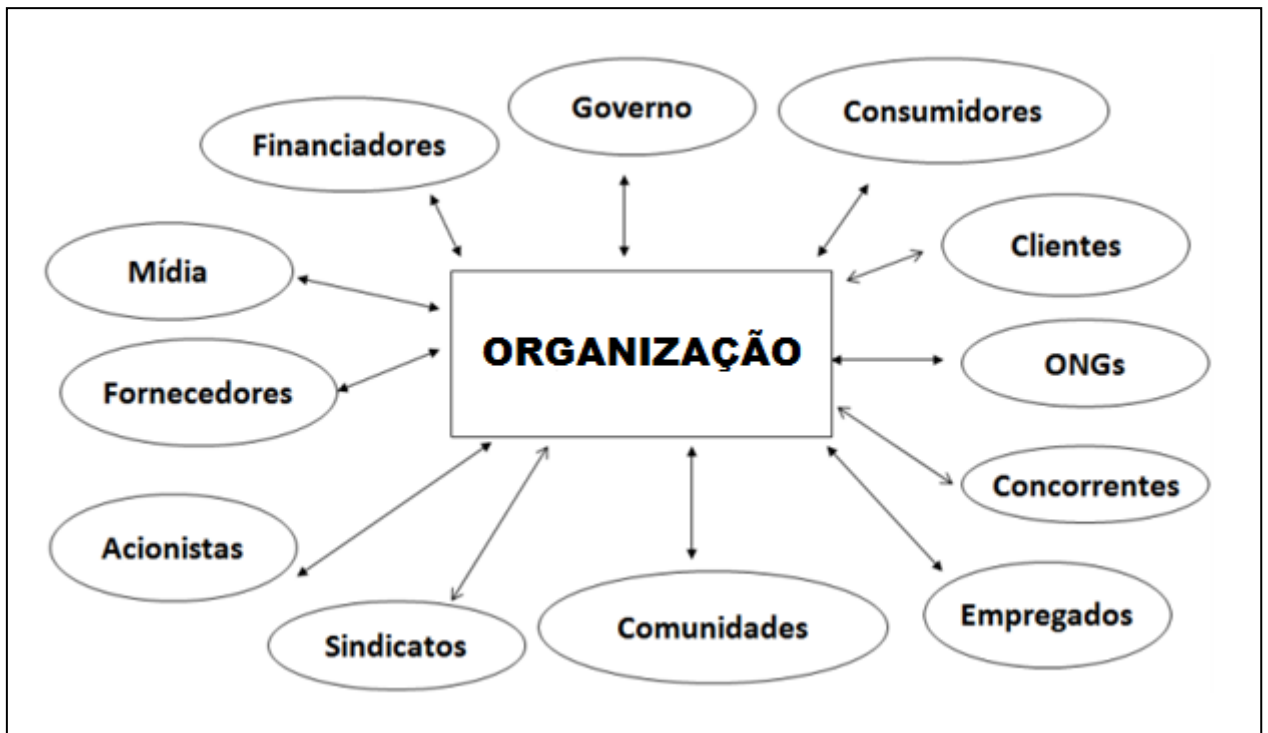 Governo
Consumidores
Financiadores
Clientes
Mídia
ORGANIZAÇÃO
ONGs
Fornecedores
Concorrentes
Acionistas
Empregados
Comunidades
Sindicatos